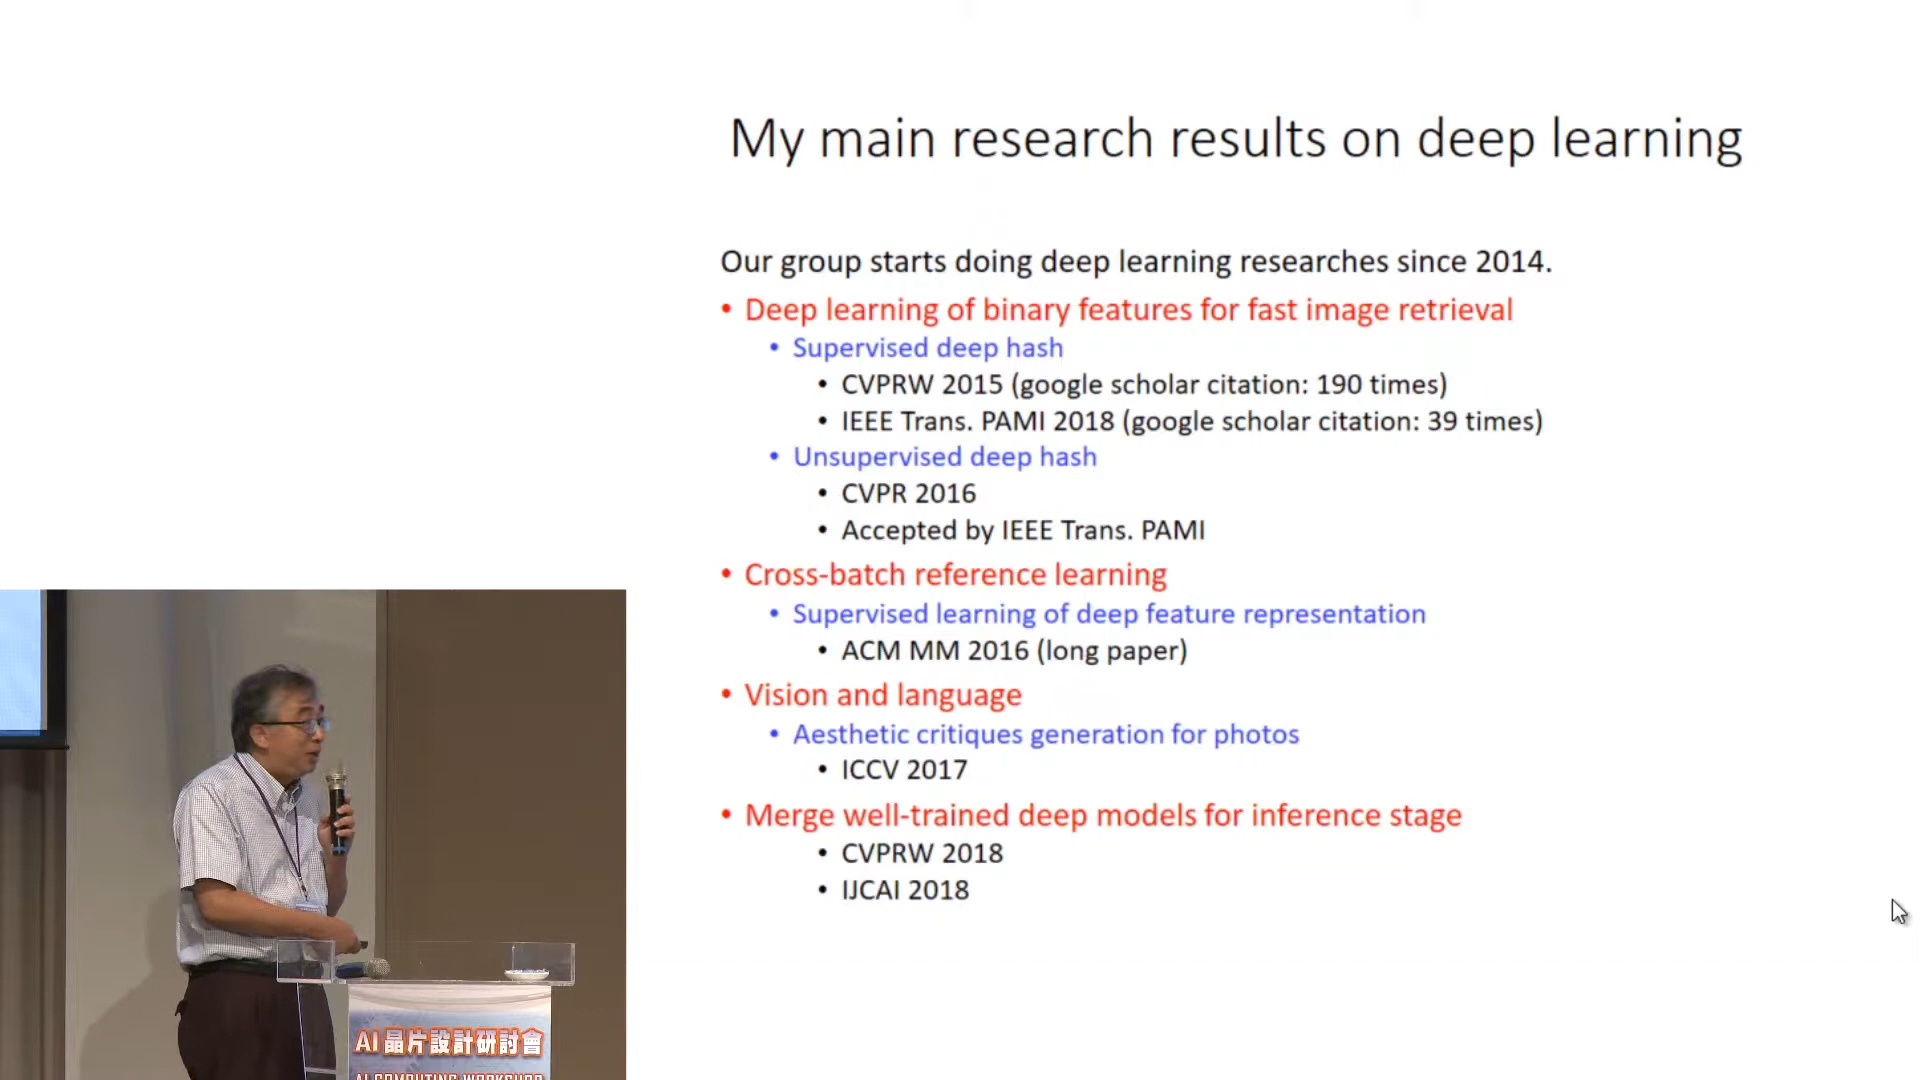 My main research results on deep learning
Our group starts doing deep learning researches since 2014.
• Deep learning of binary features for fast image retrieval
• Supervised deep hash
• CVPRW 2015 (google scholar citation: 190 times)
• IEEE Trans. PAMI 2018 (google scholar citation: 39 times)
• Unsupervised deep hash
• CVPR 2016
• Accepted by IEEE Trans. PAMI
• Cross-batch reference learning
• Supervised learning of deep feature representation
• ACM MM 2016 (long paper)
• Vision and language
• Aesthetic critiques generation for photos
• ICCV 2017
• Merge well-trained deep models for inference stage
• CVPRW 2018
• IJCAI 2018
AI晶片設計研討會
AI COMPUTING WORKSHOP